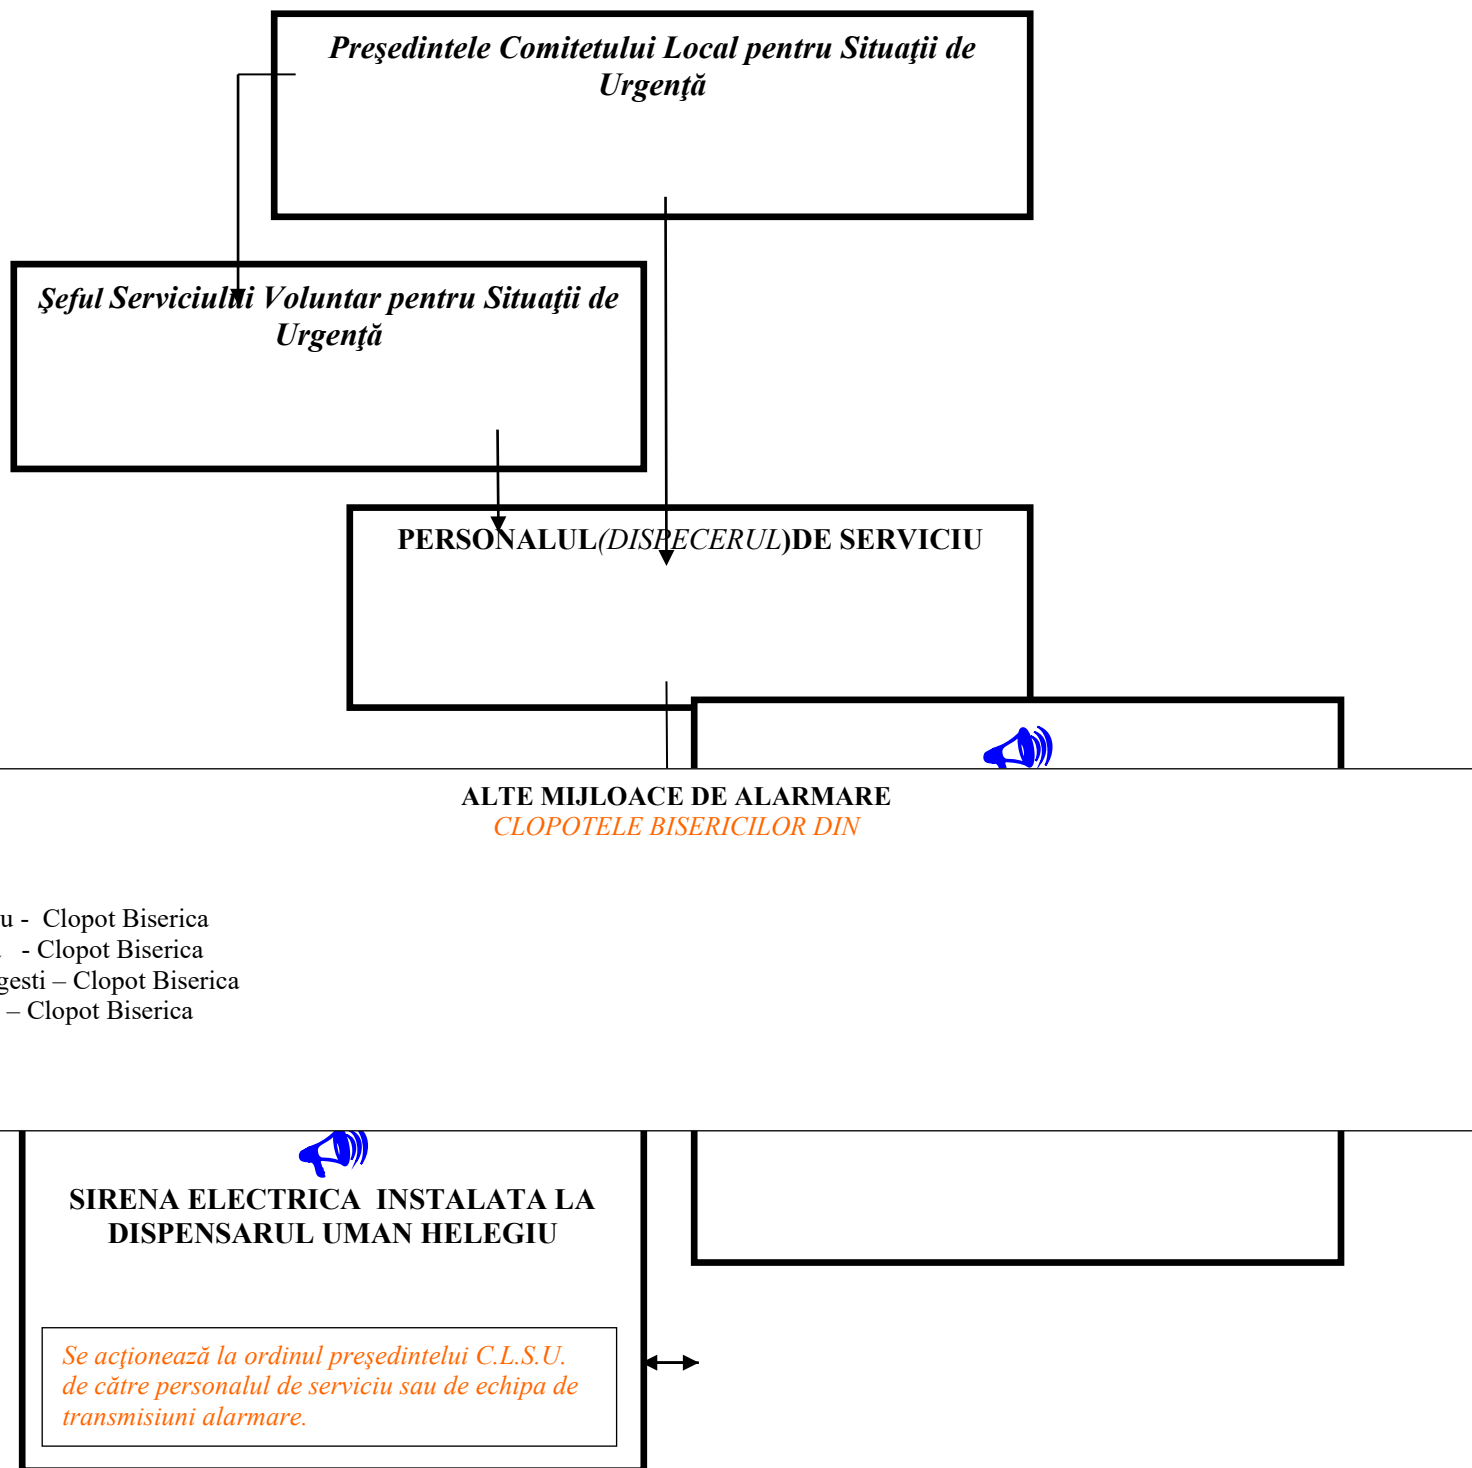 Preşedintele Comitetului Local pentru Situaţii de
Urgenţă
Şeful Serviciului Voluntar pentru Situaţii de
Urgenţă
PERSONALUL(DISPECERUL)DE SERVICIU
ALTE MIJLOACE DE ALARMARE
CLOPOTELE BISERICILOR DIN
u - Clopot Biserica
- Clopot Biserica
gesti – Clopot Biserica
– Clopot Biserica
SIRENA ELECTRICA INSTALATA LA
DISPENSARUL UMAN HELEGIU
Se acţionează la ordinul preşedintelui C.L.S.U.
de către personalul de serviciu sau de echipa de
transmisiuni alarmare.